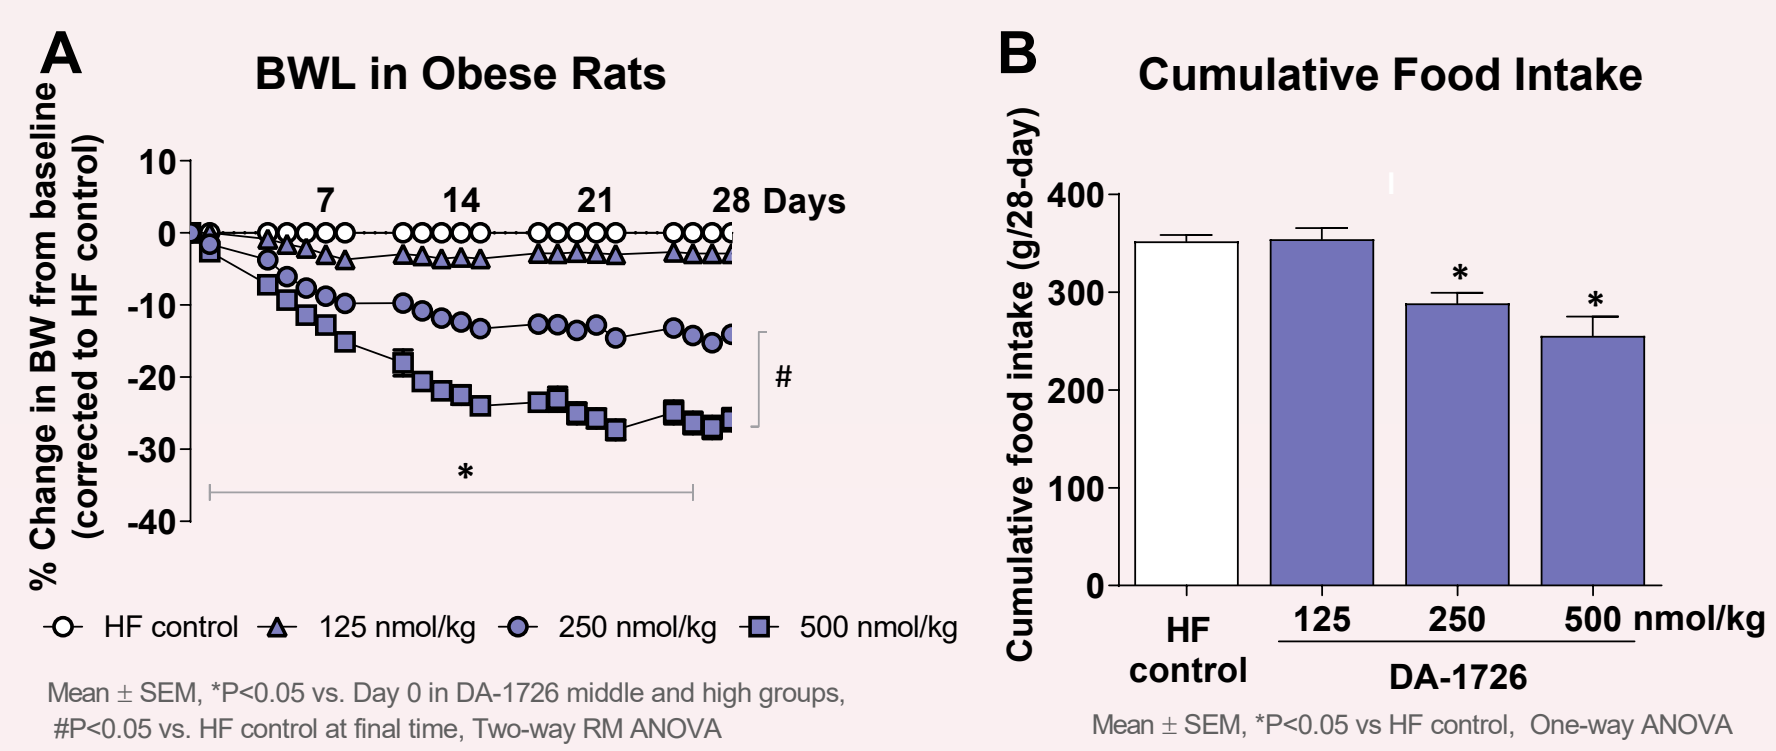 A
BWL in Obese Rats
% Change in BW from baseline
(corrected to HF control)
10
0
-10
-20
-30
-40
7 14 21 28 Days
#
*
HF control 125 nmol/kg 250 nmol/kg 500 nmol/kg
Mean ± SEM, *P<0.05 vs. Day 0 in DA-1726 middle and high groups,
#P<0.05 vs. HF control at final time, Two-way RM ANOVA
B
Cumulative Food Intake
Cumulative food intake (g/28-day)
400
300
200
100
0
*
*
HF
control
125 250 500 nmol/kg
DA-1726
Mean ± SEM, *P<0.05 vs HF control, One-way ANOVA